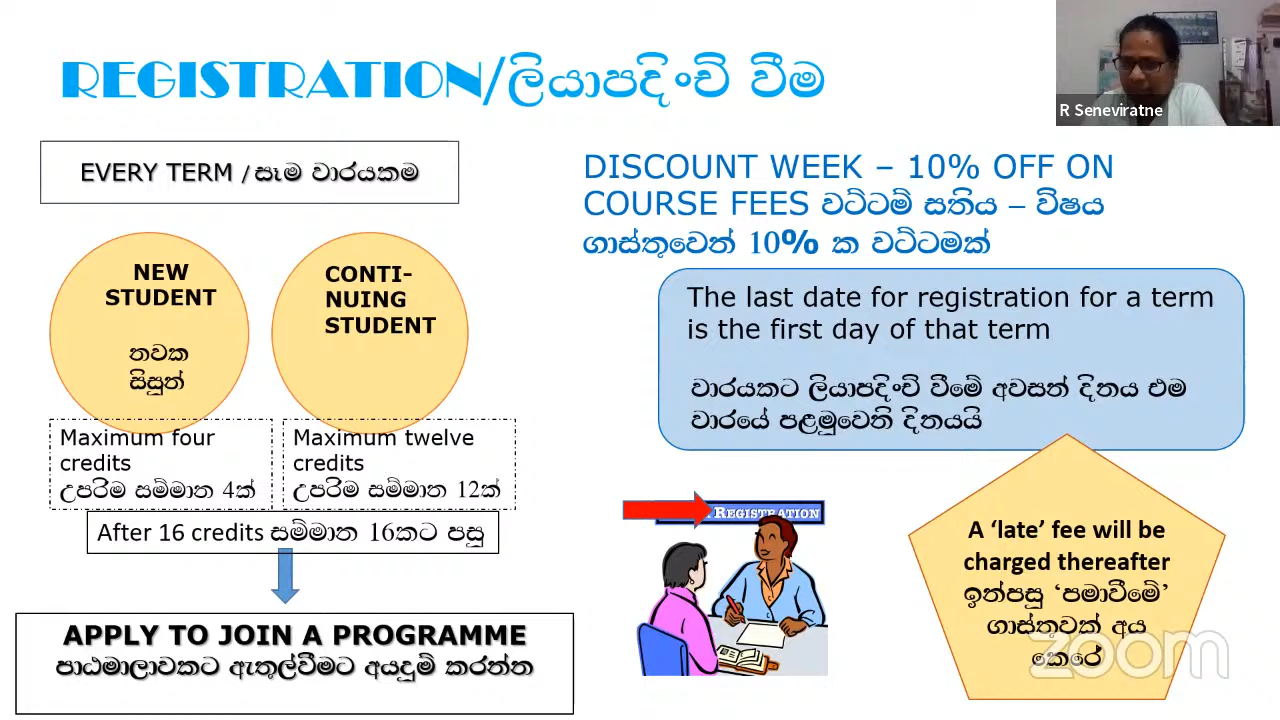 REGISTRATION/ලියාපදිංචි වීම
R Seneviratne
EVERY TERM / සෑම වාරයකම
DISCOUNT WEEK – 10% OFF ON
COURSE FEES වට්ටම් සතිය – විෂය
ගාස්තුවෙන් 10% ක වට්ටමක්
NEW
STUDENT
නවක
සිසුන්
CONTI-
NUING
STUDENT
The last date for registration for a term
is the first day of that term
වාරයකට ලියාපදිංචි වීමේ අවසන් දිනය එම
වාරයේ පළමුවෙනි දිනයයි
Maximum four
credits
උපරිම සම්මාන 4ක්
Maximum twelve
credits
උපරිම සම්මාන 12ක්
After 16 credits සම්මාන 16කට පසු
REGISTRATION
A ‘late’ fee will be
charged thereafter
ඉන්පසු ‘පමාවීමේ’
ගාස්තුවක් අය
කෙරේ
APPLY TO JOIN A PROGRAMME
පාඨමාලාවකට ඇතුල්වීමට අයදුම් කරන්න
zoom